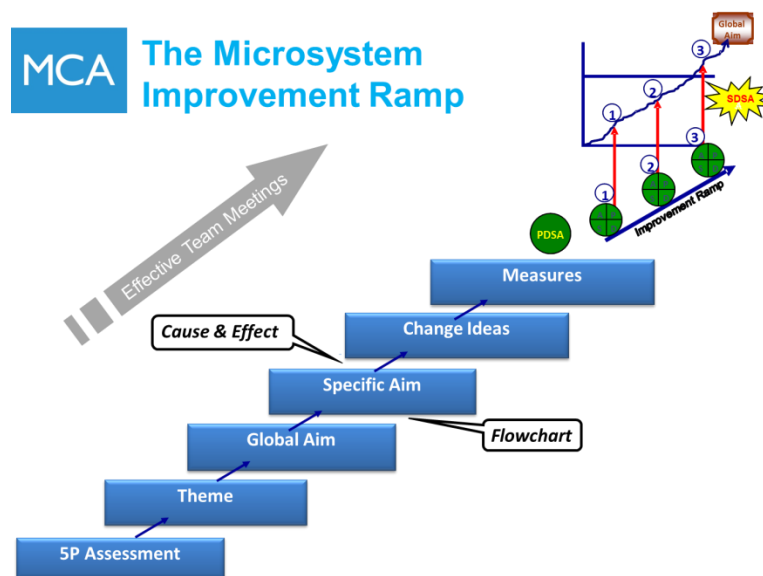 MCA
The Microsystem
Improvement Ramp
Global
Aim
3
2
1
SDSA
3
2
1
Improvement Ramp
PDSA
Effective Team Meetings
Measures
Change Ideas
Cause & Effect
Specific Aim
Flowchart
Global Aim
Theme
5P Assessment